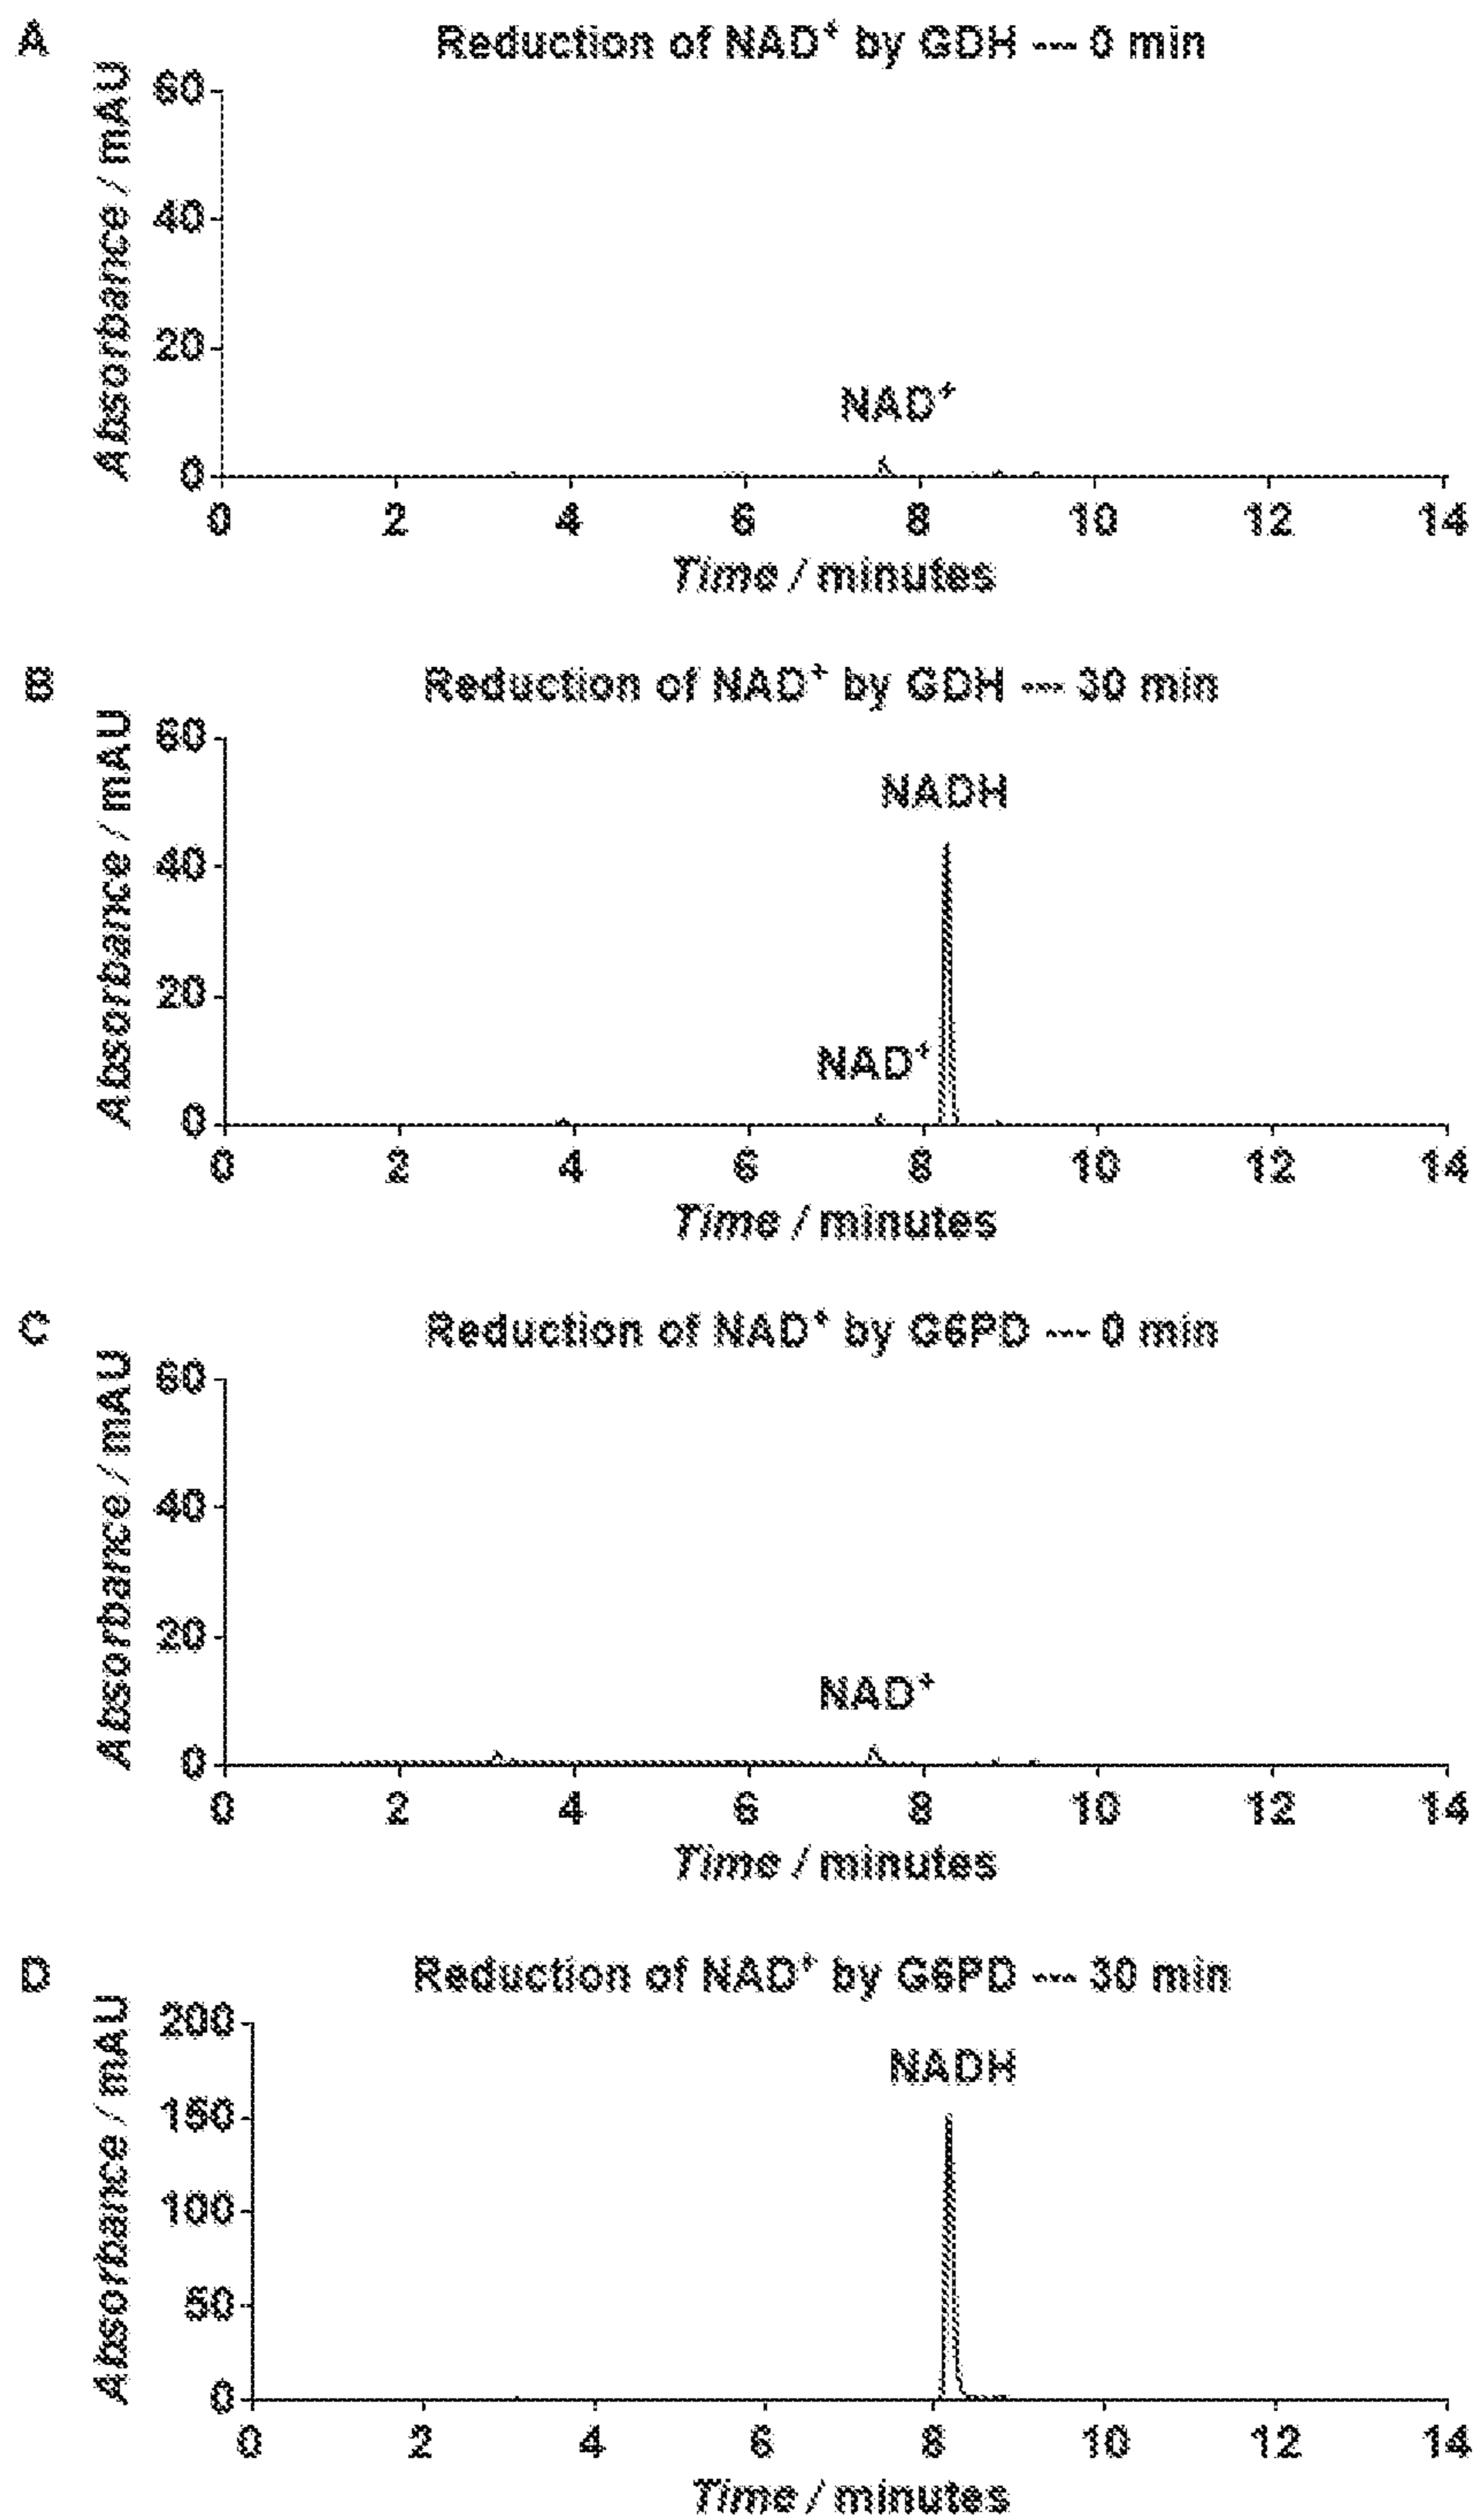 A
Reduction of NAD⁺ by GDH --- 0 min
Absorbance / mAU
60
40
20
0
NAD⁺
0 2 4 6 8 10 12 14
Time / minutes
B
Reduction of NAD⁺ by GDH --- 30 min
Absorbance / mAU
60
40
20
0
NADH
NAD⁺
0 2 4 6 8 10 12 14
Time / minutes
C
Reduction of NAD⁺ by G6PD --- 0 min
Absorbance / mAU
60
40
20
0
NAD⁺
0 2 4 6 8 10 12 14
Time / minutes
D
Reduction of NAD⁺ by G6PD --- 30 min
Absorbance / mAU
200
150
100
50
0
NADH
0 2 4 6 8 10 12 14
Time / minutes